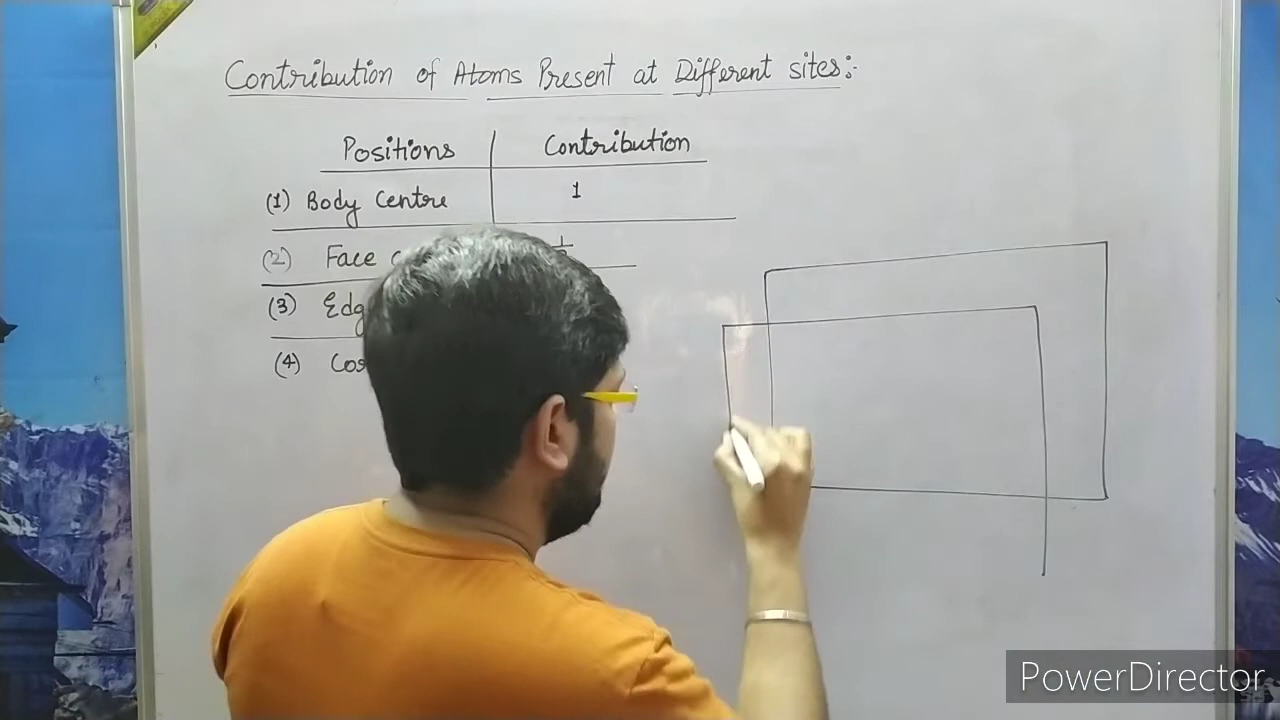 Contribution of Atoms Present at Different sites:-
Positions Contribution
(1) Body Centre 1
(2) Face
(3)
(4)
PowerDirector